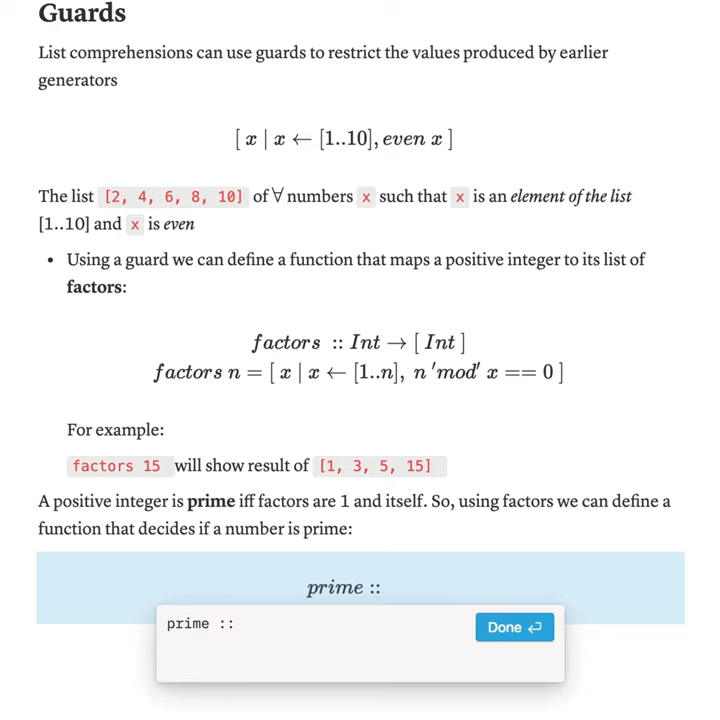 Guards
List comprehensions can use guards to restrict the values produced by earlier
generators
[ x | x ← [1..10], even x ]
The list [2, 4, 6, 8, 10] of ∀ numbers x such that x is an element of the list
[1..10] and x is even
• Using a guard we can define a function that maps a positive integer to its list of
factors:
factors :: Int → [ Int ]
factors n = [ x | x ← [1..n], n ′mod′ x == 0 ]
For example:
factors 15 will show result of [1, 3, 5, 15]
A positive integer is prime iff factors are 1 and itself. So, using factors we can define a
function that decides if a number is prime:
prime ::
prime ::
Done ↵